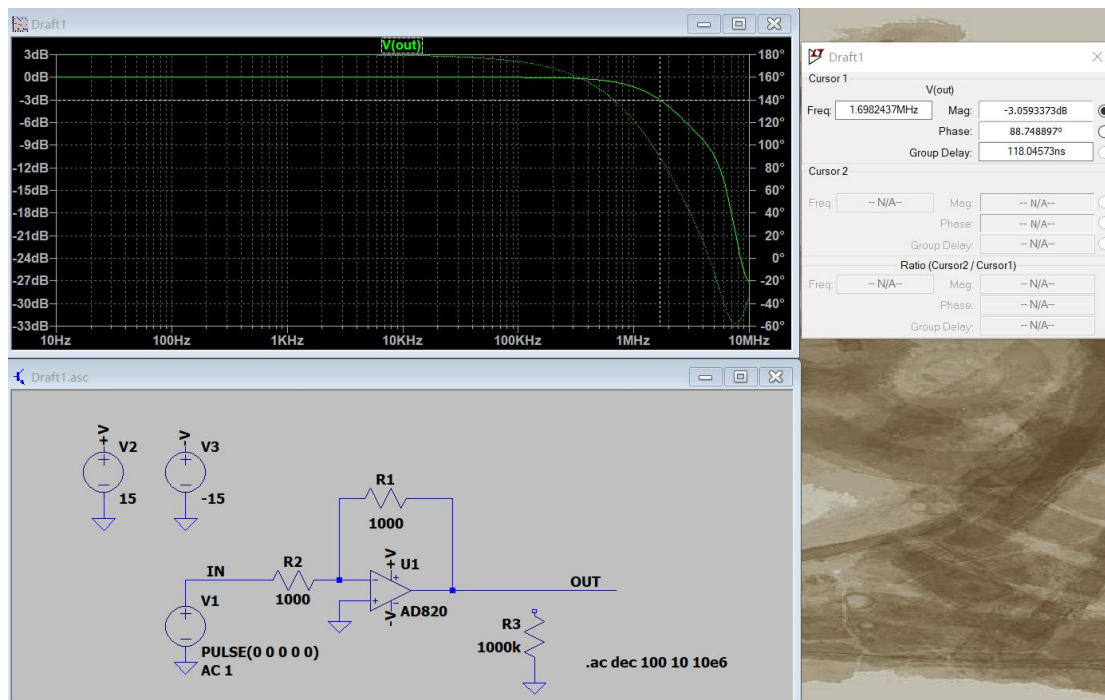 Draft1
V(out)
3dB
0dB
-3dB
-6dB
-9dB
-12dB
-15dB
-18dB
-21dB
-24dB
-27dB
-30dB
-33dB
180°
160°
140°
120°
100°
80°
60°
40°
20°
0°
-20°
-40°
-60°
10Hz 100Hz 1KHz 10KHz 100KHz 1MHz 10MHz
Draft1
Cursor 1
V(out)
Freq: 1.6982437MHz Mag: -3.0593373dB
Phase: 88.748897°
Group Delay: 118.04573ns
Cursor 2
Freq: -- N/A-- Mag: -- N/A--
Phase: -- N/A--
Group Delay: -- N/A--
Ratio (Cursor2 / Cursor1)
Freq: -- N/A-- Mag: -- N/A--
Phase: -- N/A--
Group Delay: -- N/A--
Draft1.asc
+V
V2
15
-V
V3
-15
R1
1000
IN
R2
1000
+V
U1
-V
AD820
OUT
V1
PULSE(0 0 0 0 0)
AC 1
R3
1000k
.ac dec 100 10 10e6